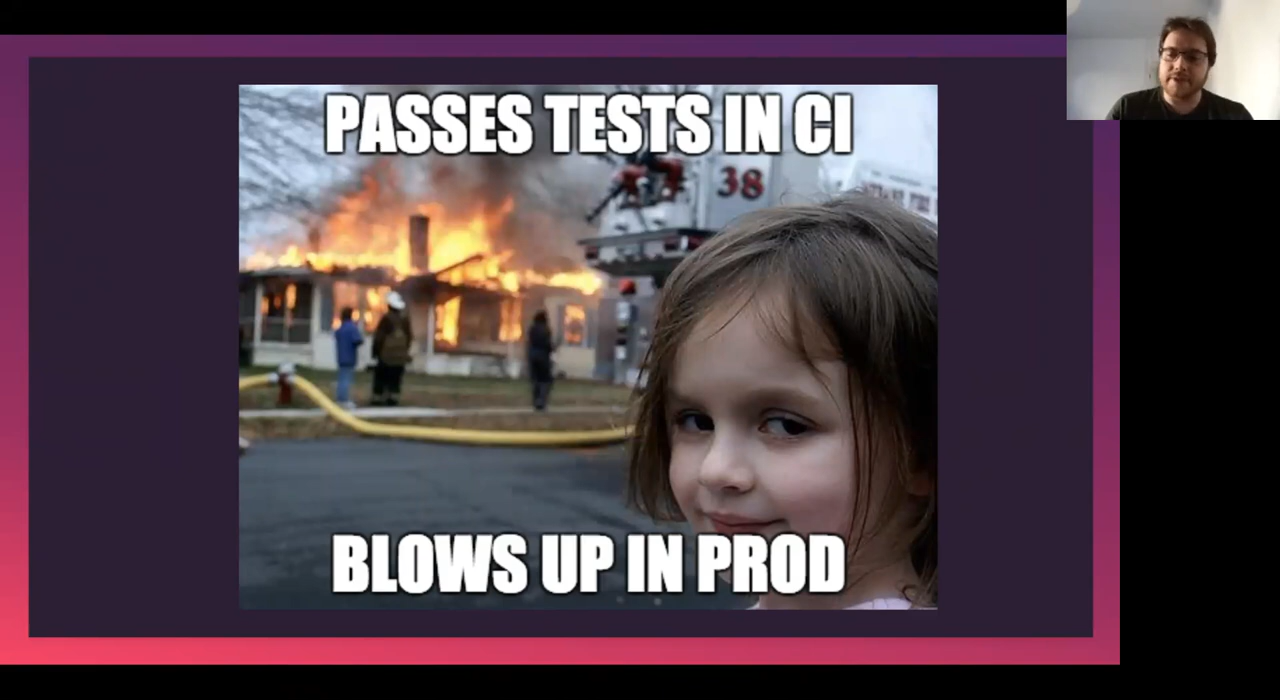 PASSES TESTS IN CI
38
BLOWS UP IN PROD